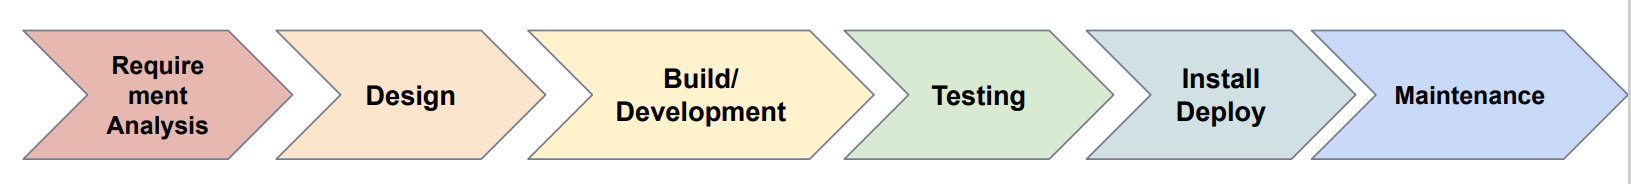 Require
ment
Analysis
Design
Build/
Development
Testing
Install
Deploy
Maintenance